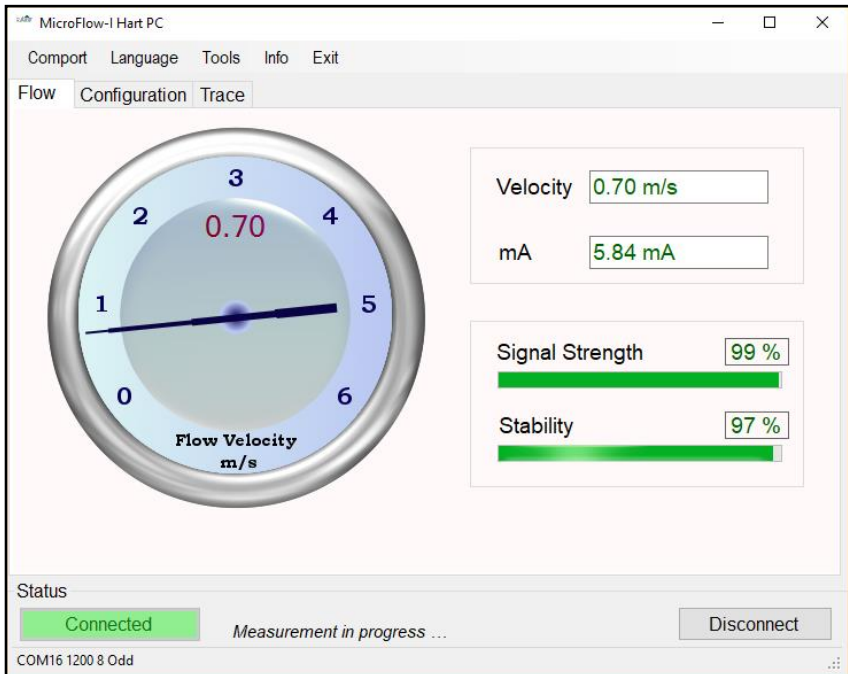 MicroFlow-I Hart PC
Comport Language Tools Info Exit
Flow Configuration Trace
3
2 4
0.70
1 5
0 6
Flow Velocity
m/s
Velocity 0.70 m/s
mA 5.84 mA
Signal Strength 99 %
Stability 97 %
Status
Connected Measurement in progress ... Disconnect
COM16 1200 8 Odd